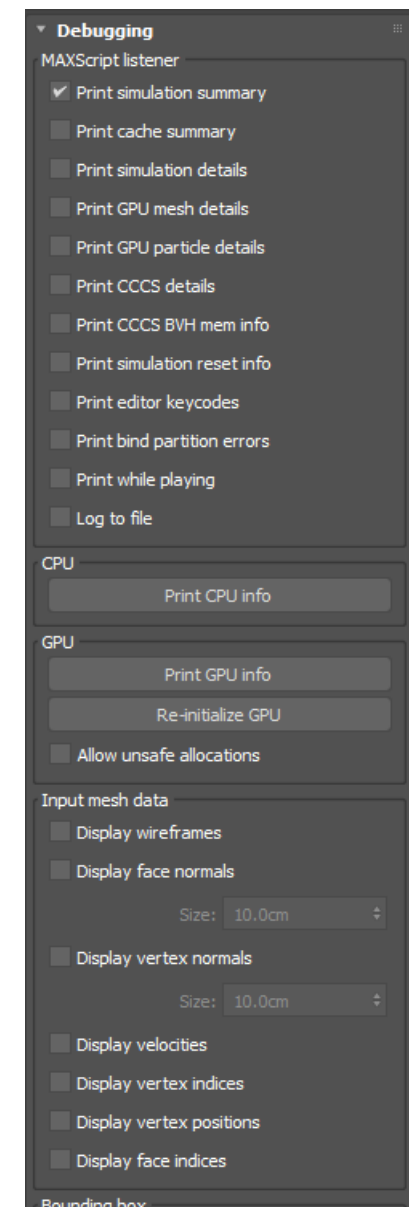 Debugging
MAXScript listener
Print simulation summary
Print cache summary
Print simulation details
Print GPU mesh details
Print GPU particle details
Print CCCS details
Print CCCS BVH mem info
Print simulation reset info
Print editor keycodes
Print bind partition errors
Print while playing
Log to file
CPU
Print CPU info
GPU
Print GPU info
Re-initialize GPU
Allow unsafe allocations
Input mesh data
Display wireframes
Display face normals
Size: 10.0cm
Display vertex normals
Size: 10.0cm
Display velocities
Display vertex indices
Display vertex positions
Display face indices
Bounding box